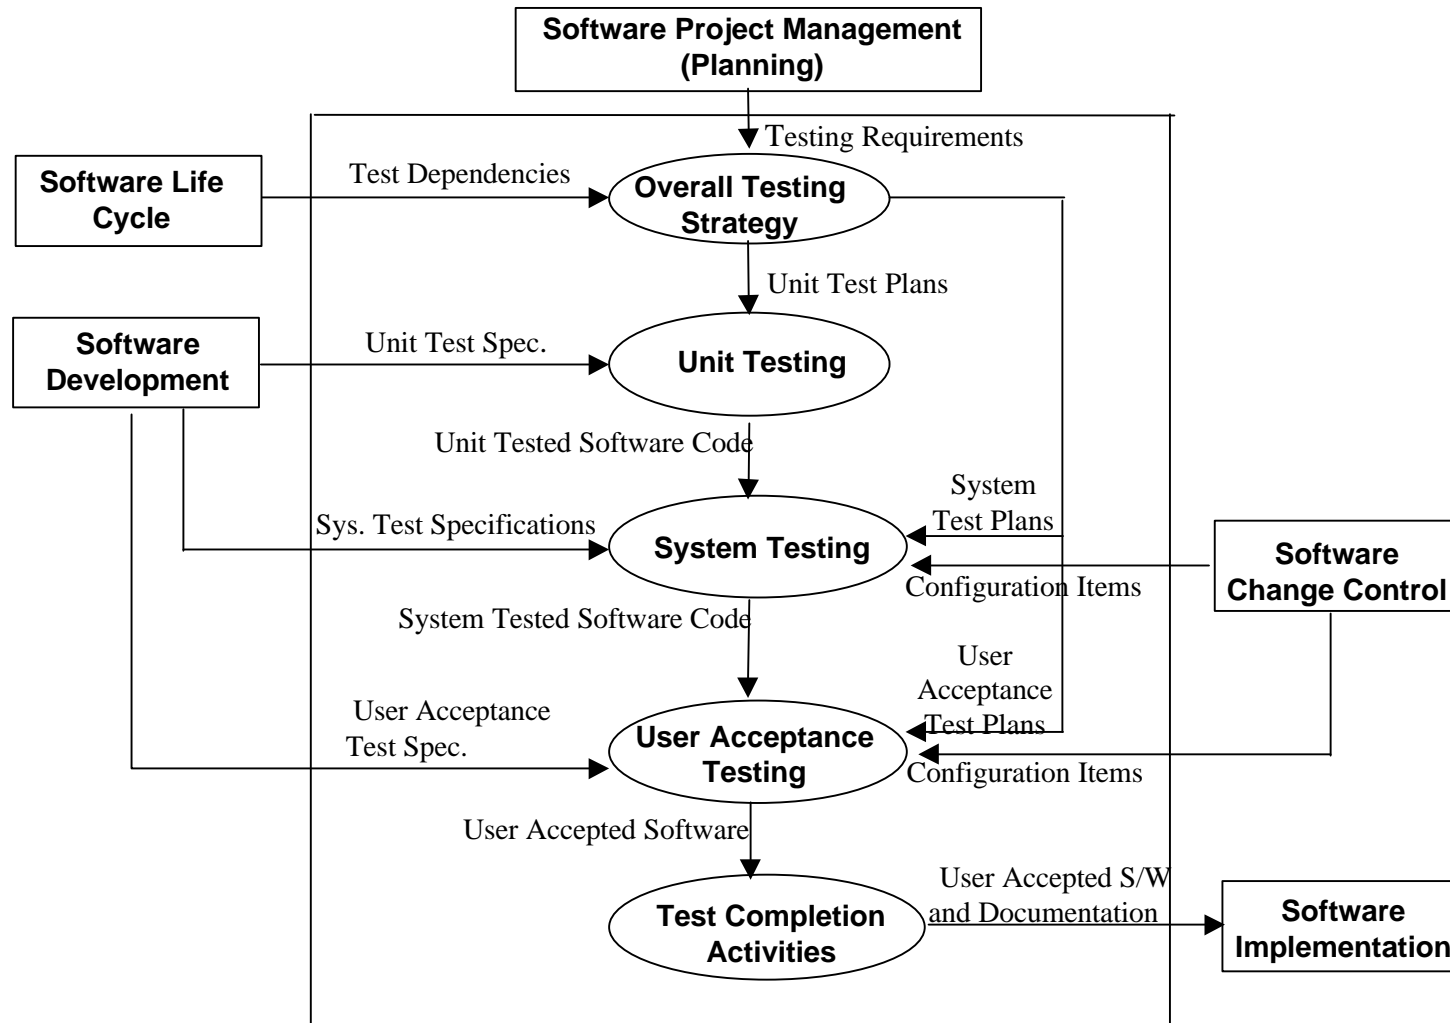 Software Project Management
(Planning)
Testing Requirements
Software Life
Cycle
Test Dependencies
Overall Testing
Strategy
Unit Test Plans
Software
Development
Unit Test Spec.
Unit Testing
Unit Tested Software Code
System
Test Plans
Sys. Test Specifications
System Testing
Configuration Items
Software
Change Control
System Tested Software Code
User
Acceptance
Test Plans
User Acceptance
Test Spec.
User Acceptance
Testing
Configuration Items
User Accepted Software
User Accepted S/W
and Documentation
Test Completion
Activities
Software
Implementation